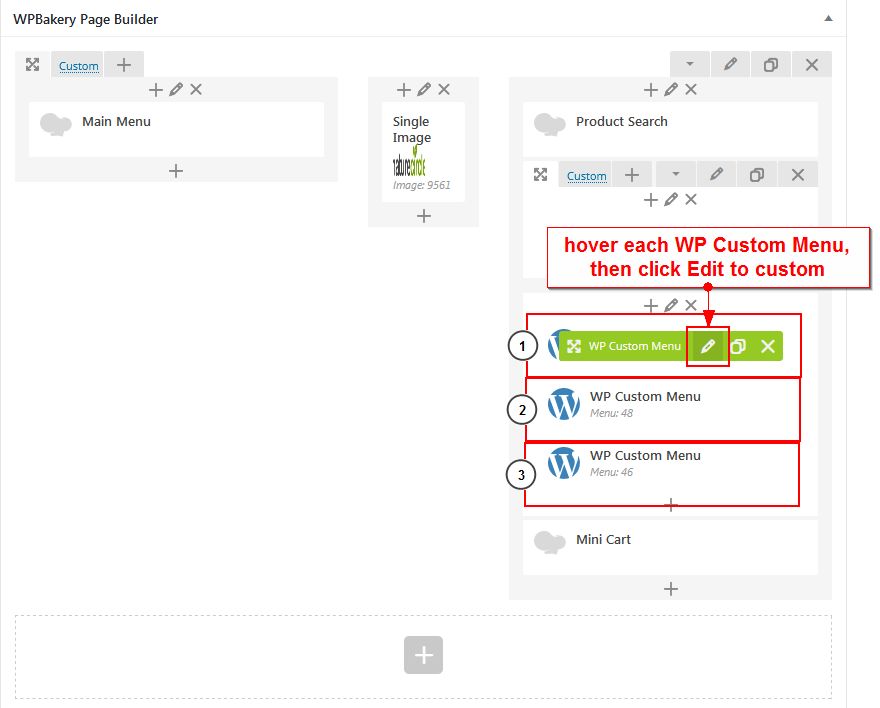 WPBakery Page Builder
Custom
Main Menu
Single
Image
naturecircle
Image: 9561
Product Search
Custom
hover each WP Custom Menu,
then click Edit to custom
1
WP Custom Menu
2
WP Custom Menu
Menu: 48
3
WP Custom Menu
Menu: 46
Mini Cart